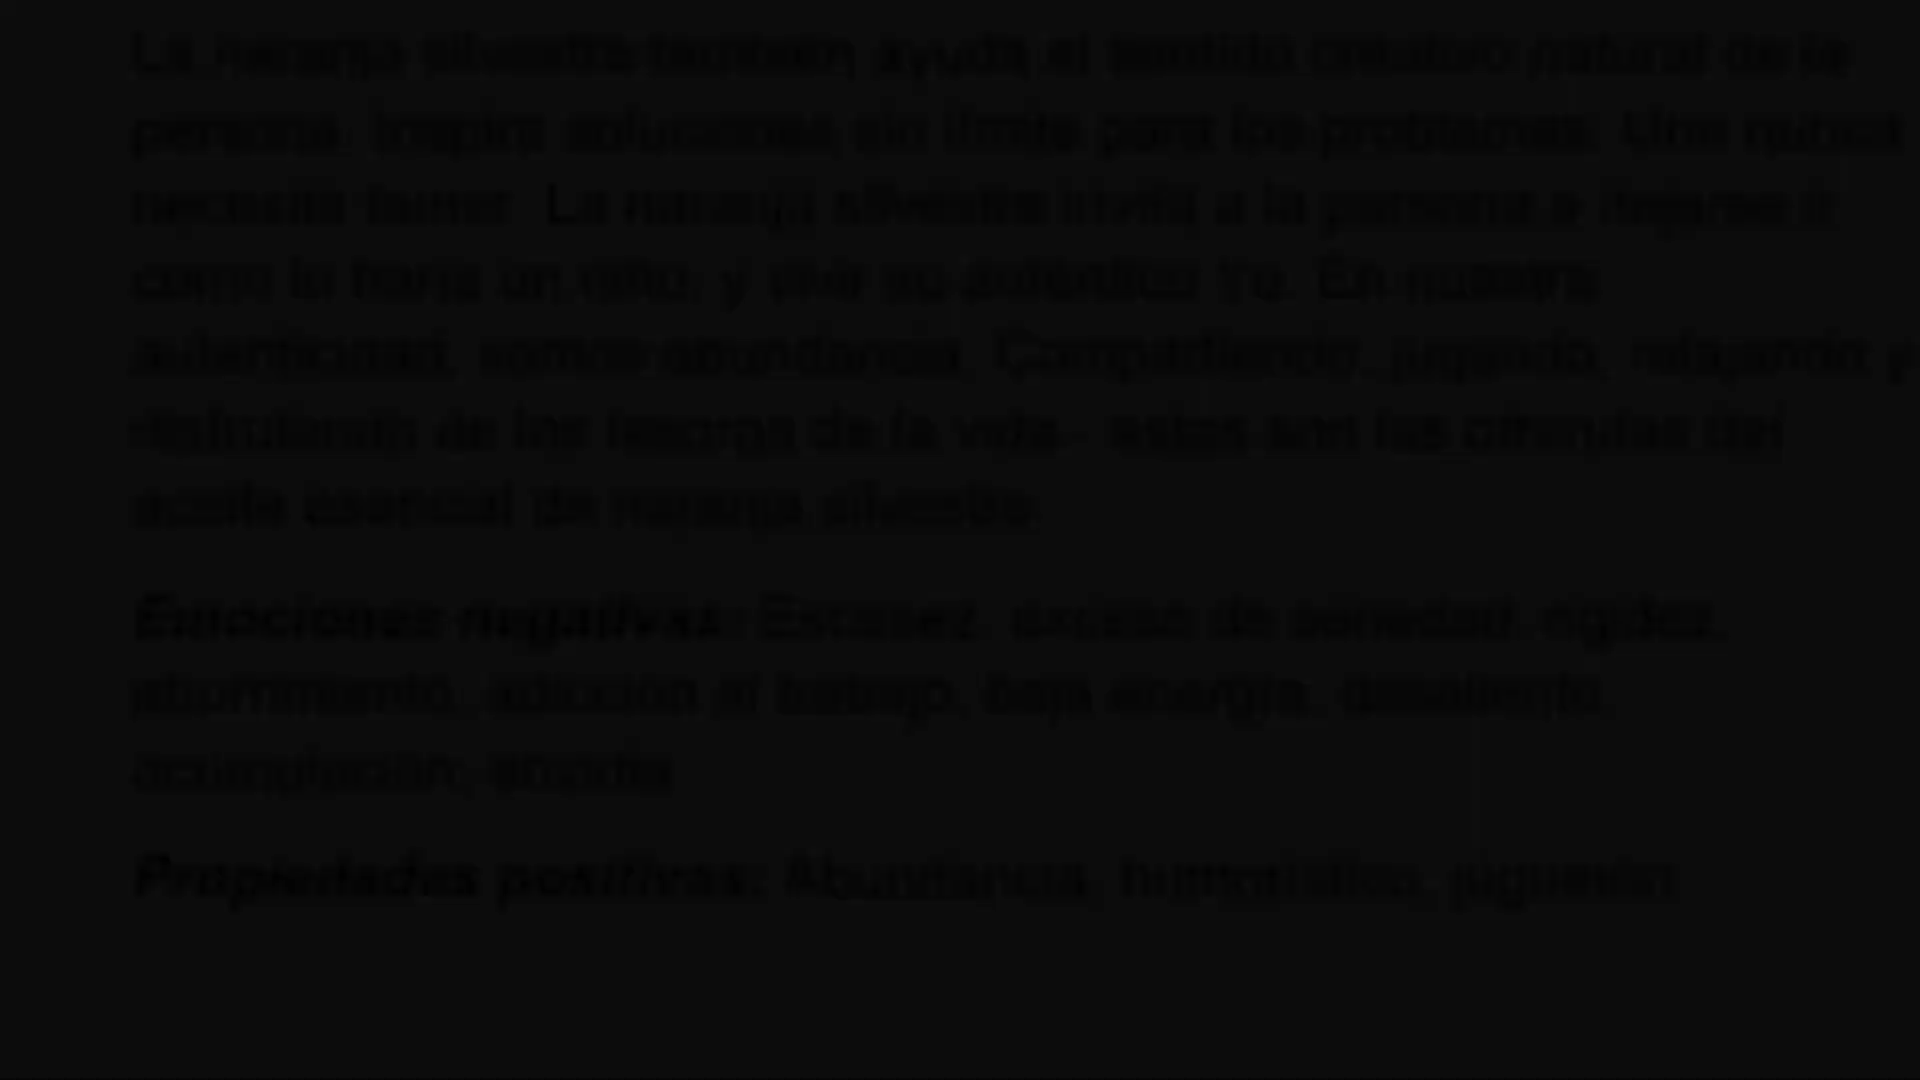 La naranja silvestre también ayuda el sentido creativo natural de la
persona. Inspira soluciones sin límite para los problemas. Uno nunca
necesita temer. La naranja silvestre invita a la persona a dejarse ir
como lo haría un niño, y vivir su auténtico Yo. En nuestra
autenticidad, somos abundancia. Compartiendo, jugando, relajando y
disfrutando de los tesoros de la vida - estas son las del
aceite esencial de naranja silvestre.
Emociones negativas: Escasez, exceso de seriedad, rigidez,
aburrimiento, adicción al trabajo, baja energía, desaliento,
acumulación, envidia
Propiedades positivas: Abundancia, humorístico, juguetón